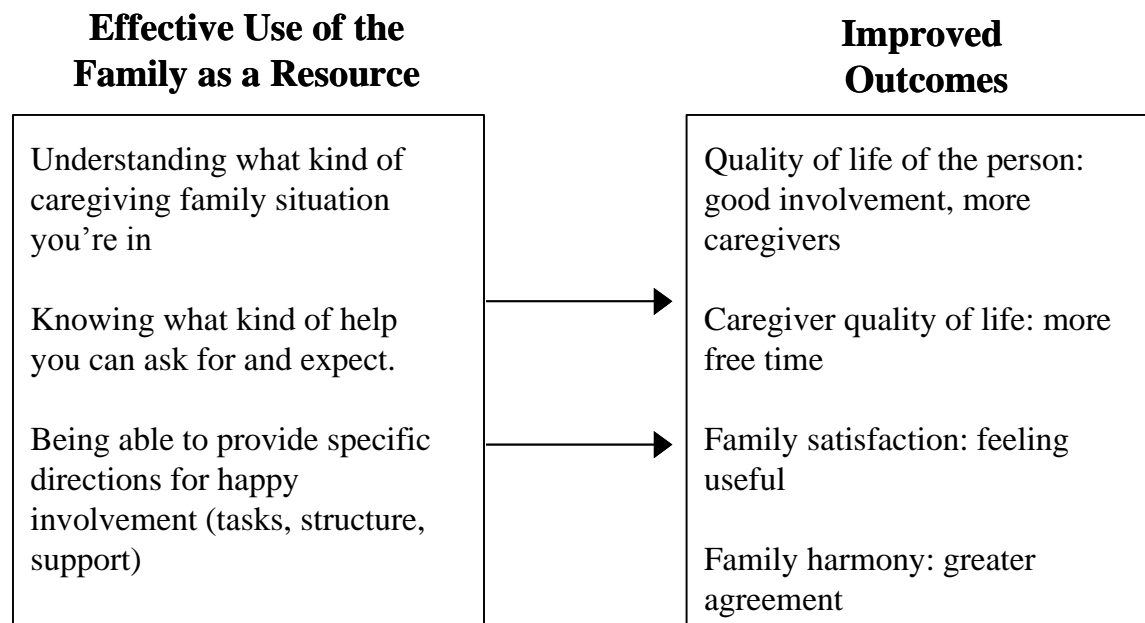 Effective Use of the
Family as a Resource
Understanding what kind of
caregiving family situation
you’re in
Knowing what kind of help
you can ask for and expect.
Being able to provide specific
directions for happy
involvement (tasks, structure,
support)
Improved
Outcomes
Quality of life of the person:
good involvement, more
caregivers
Caregiver quality of life: more
free time
Family satisfaction: feeling
useful
Family harmony: greater
agreement